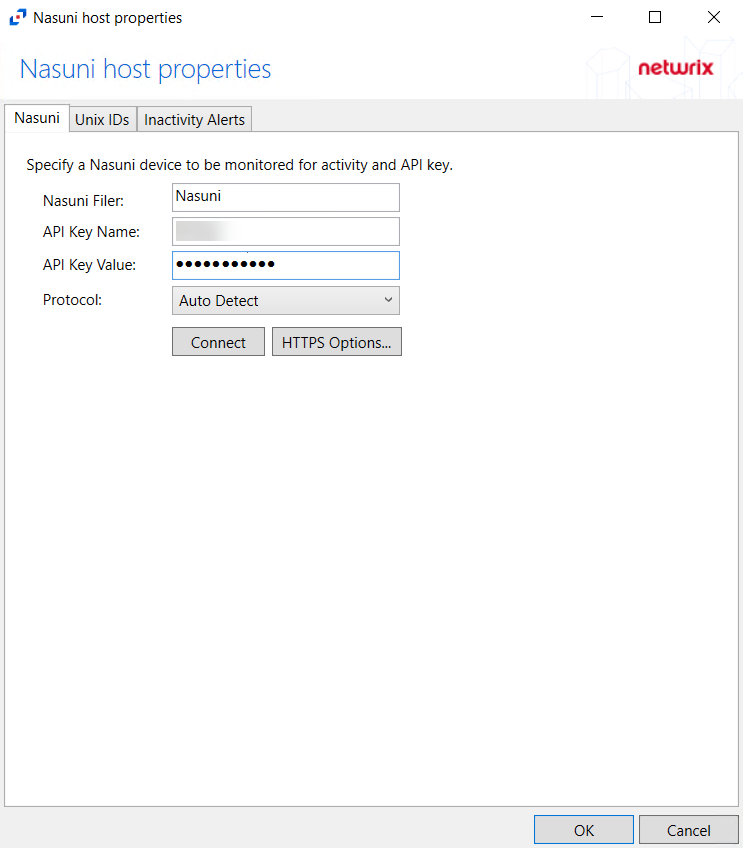 Nasuni host properties
Nasuni host properties
netwrix
Nasuni
Unix IDs
Inactivity Alerts
Specify a Nasuni device to be monitored for activity and API key.
Nasuni Filer: Nasuni
API Key Name:
API Key Value: ●●●●●●●●●●●
Protocol: Auto Detect
Connect
HTTPS Options...
OK
Cancel